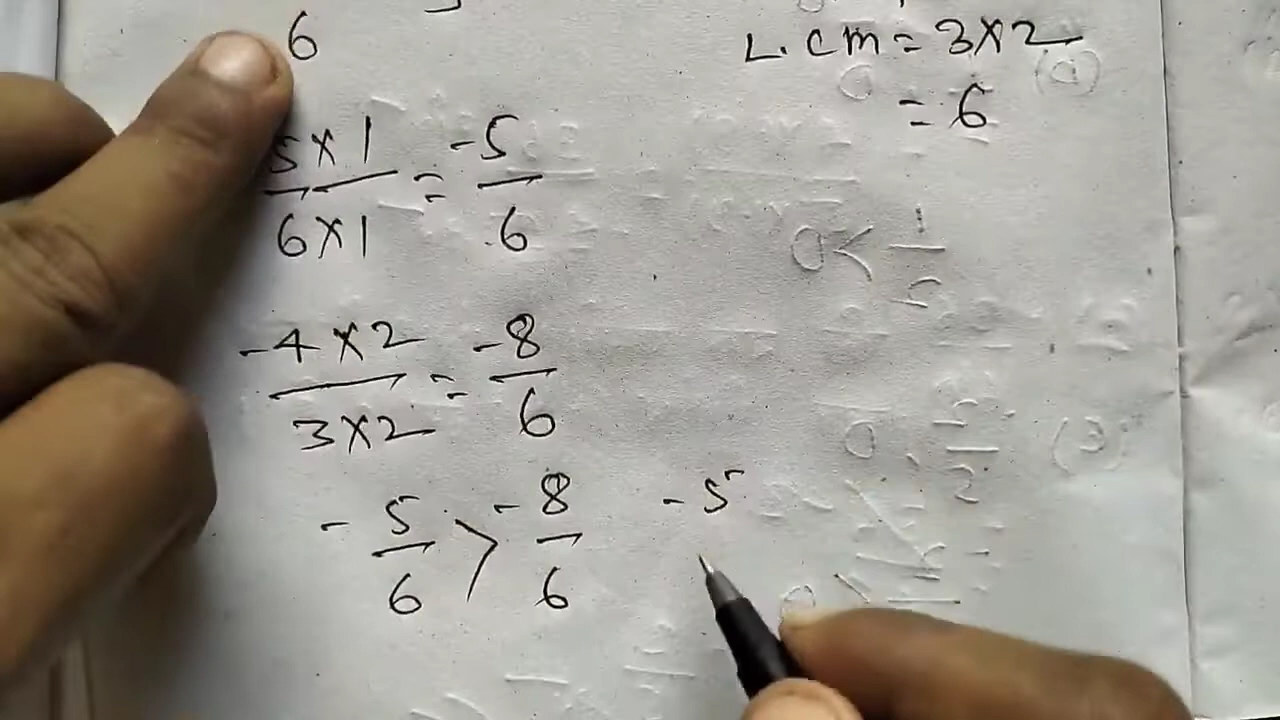 6
L.cm = 3×2
= 6
5×1/6×1 = -5/6
-4×2/3×2 = -8/6
-5/6 > -8/6 -5